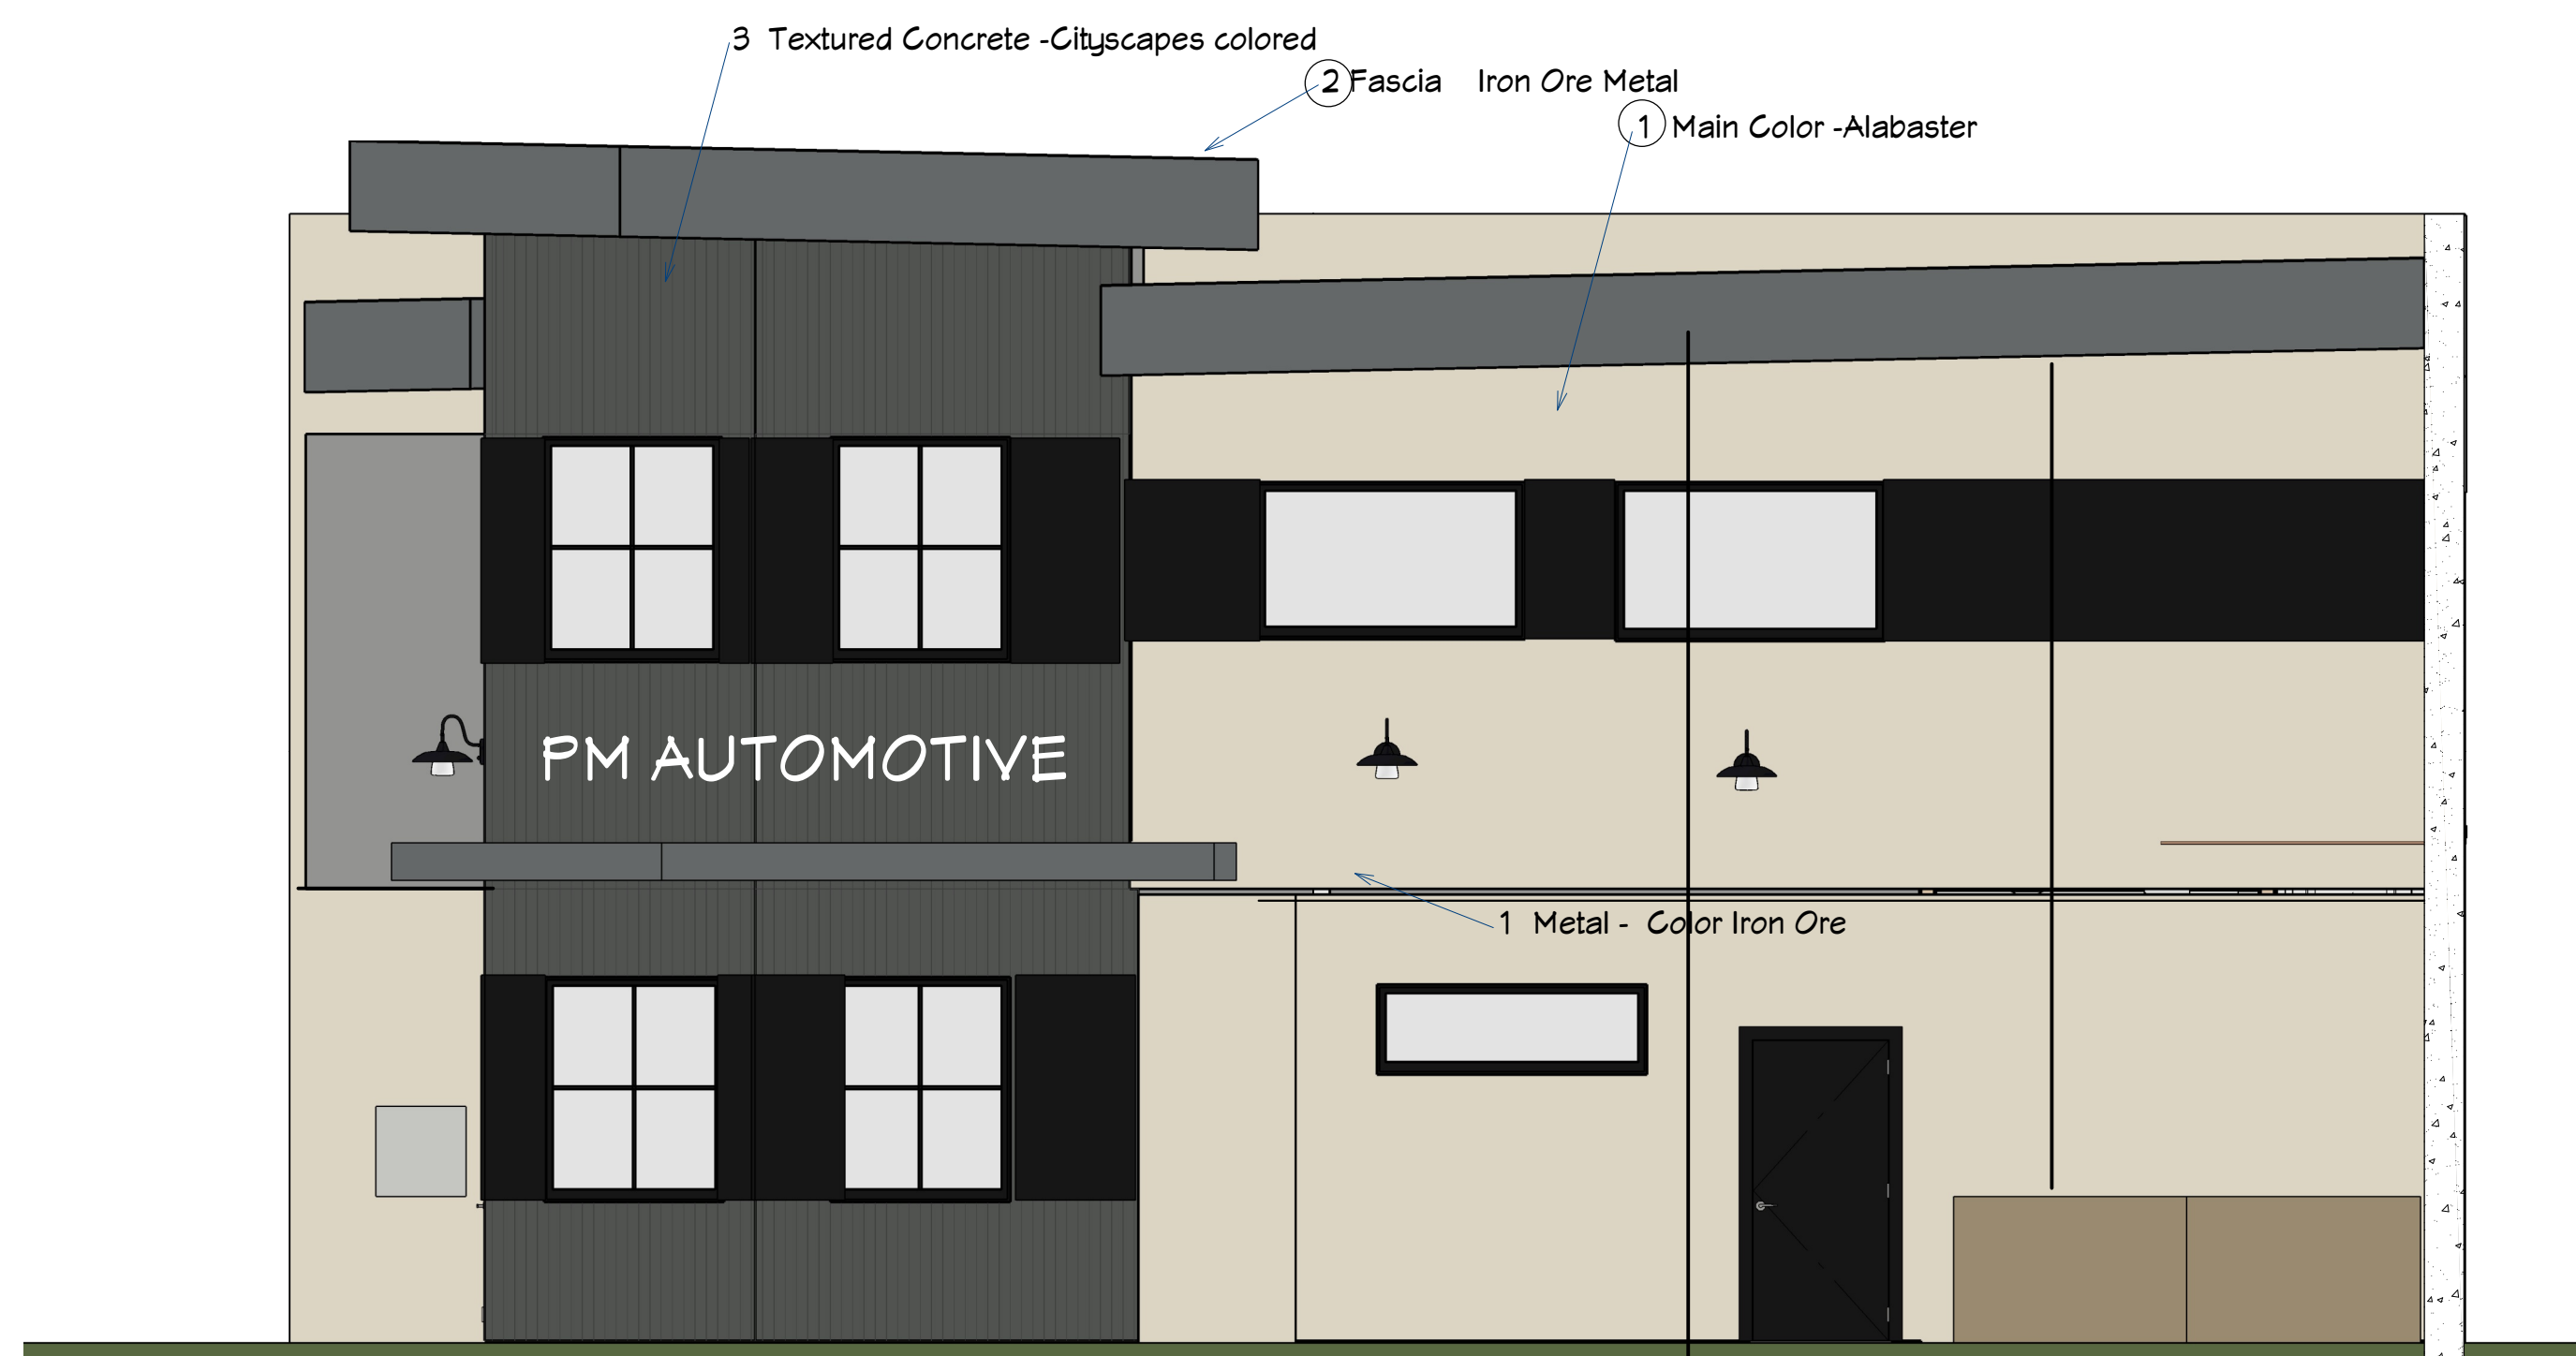 3 Textured Concrete -Cityscapes colored
2 Fascia Iron Ore Metal
1 Main Color -Alabaster
PM AUTOMOTIVE
1 Metal - Color Iron Ore